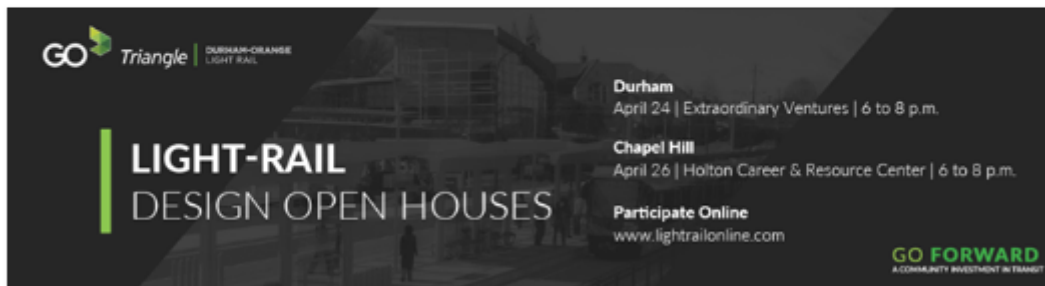 GO Triangle | DURHAM-ORANGE
LIGHT RAIL
LIGHT-RAIL
DESIGN OPEN HOUSES
Durham
April 24 | Extraordinary Ventures | 6 to 8 p.m.
Chapel Hill
April 26 | Holton Career & Resource Center | 6 to 8 p.m.
Participate Online
www.lightrailonline.com
GO FORWARD
A COMMUNITY INVESTMENT IN TRANSIT